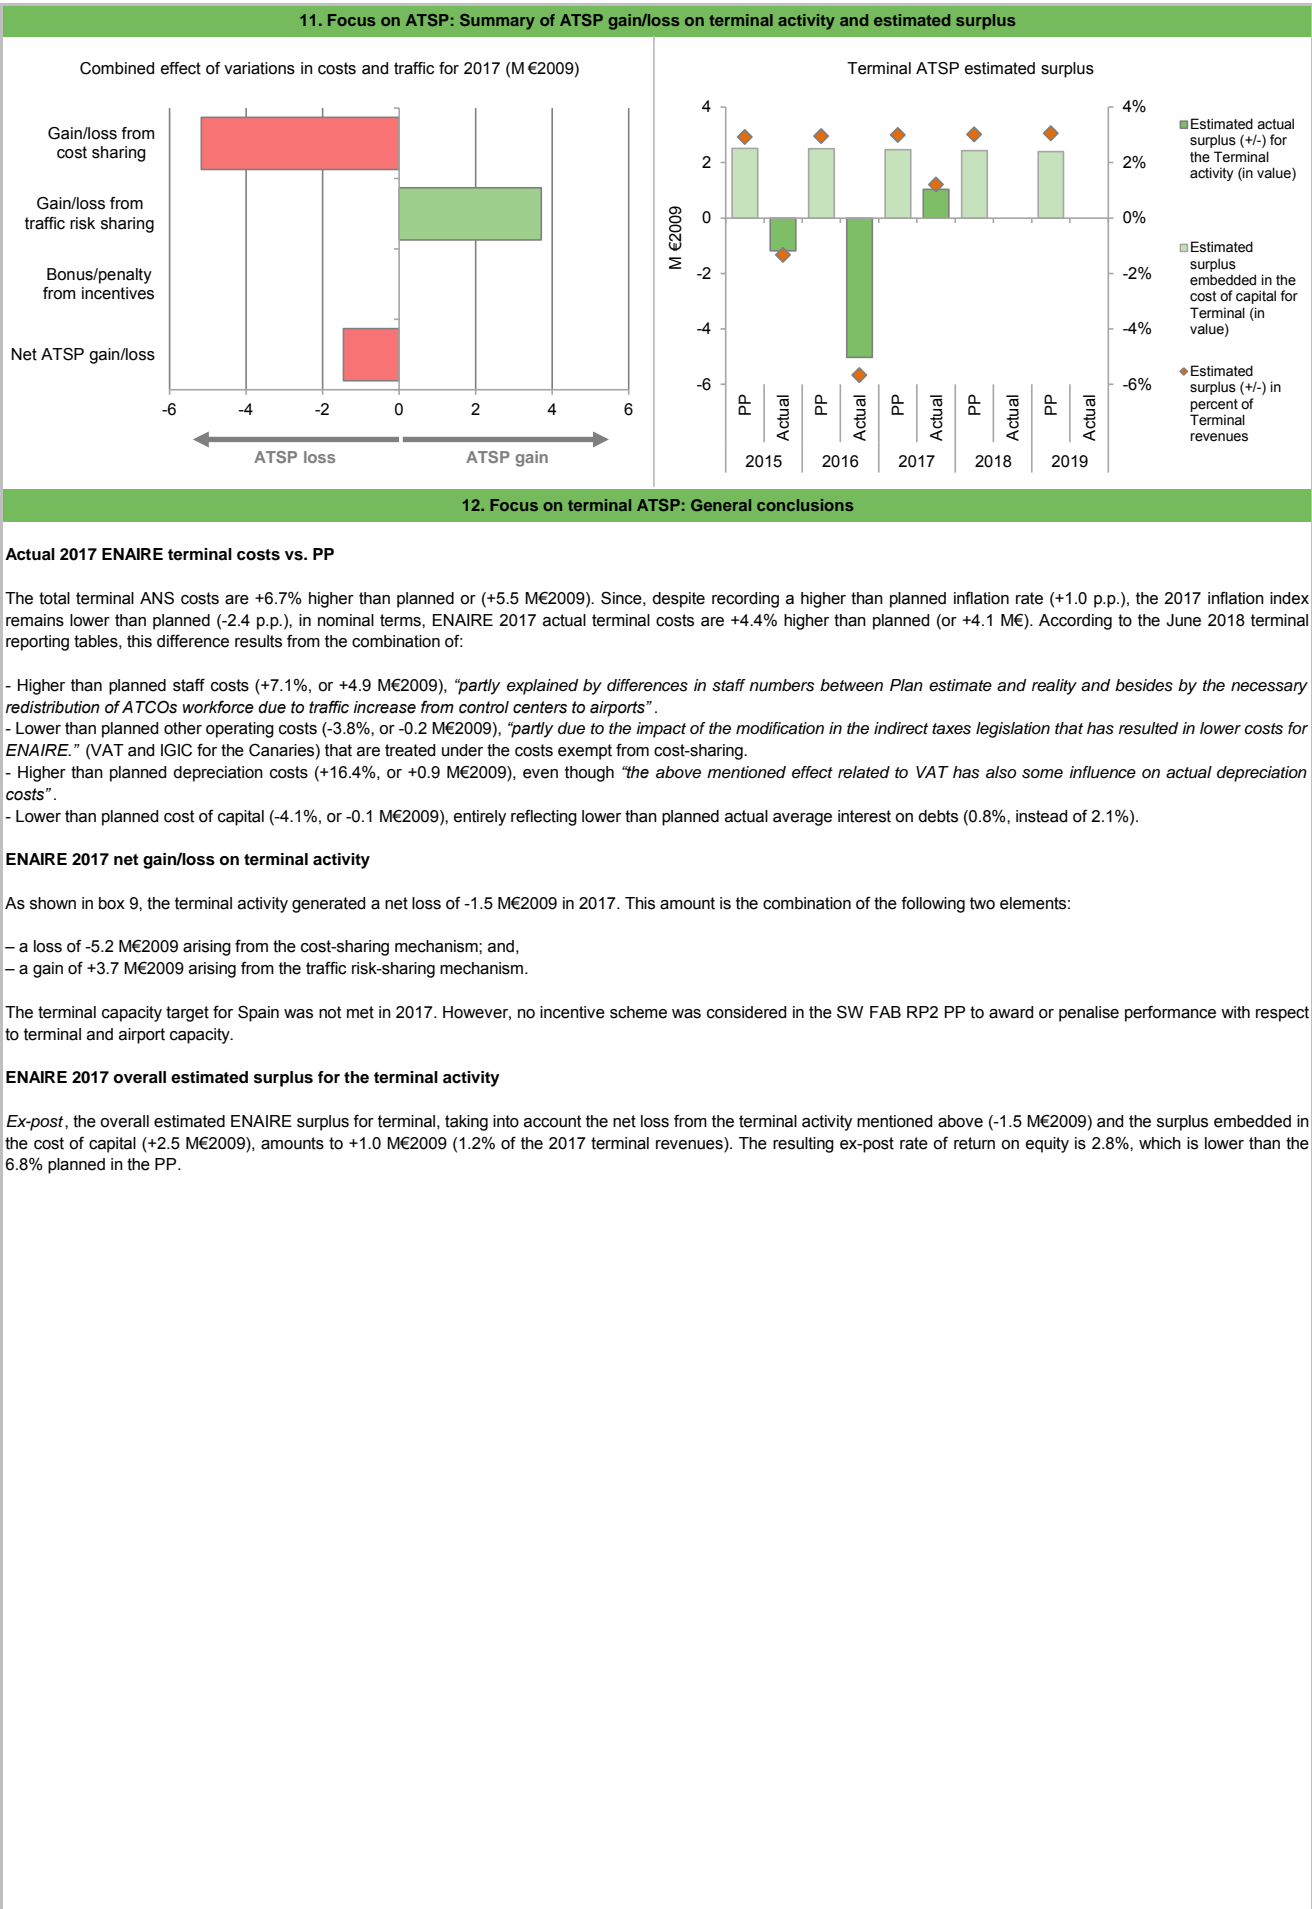 11. Focus on ATSP: Summary of ATSP gain/loss on terminal activity and estimated surplus
Combined effect of variations in costs and traffic for 2017 (M€2009)
Gain/loss from
cost sharing
Gain/loss from
traffic risk sharing
Bonus/penalty
from incentives
Net ATSP gain/loss
-6 -4 -2 0 2 4 6
ATSP loss ATSP gain
Terminal ATSP estimated surplus
M €2009
4
2
0
-2
-4
-6
4%
2%
0%
-2%
-4%
-6%
PP Actual PP Actual PP Actual PP Actual PP Actual
2015 2016 2017 2018 2019
Estimated actual
surplus (+/-) for
the Terminal
activity (in value)
Estimated
surplus
embedded in the
cost of capital for
Terminal (in
value)
Estimated
surplus (+/-) in
percent of
Terminal
revenues
12. Focus on terminal ATSP: General conclusions
Actual 2017 ENAIRE terminal costs vs. PP
The total terminal ANS costs are +6.7% higher than planned or (+5.5 M€2009). Since, despite recording a higher than planned inflation rate (+1.0 p.p.), the 2017 inflation index
remains lower than planned (-2.4 p.p.), in nominal terms, ENAIRE 2017 actual terminal costs are +4.4% higher than planned (or +4.1 M€). According to the June 2018 terminal
reporting tables, this difference results from the combination of:
- Higher than planned staff costs (+7.1%, or +4.9 M€2009), “partly explained by differences in staff numbers between Plan estimate and reality and besides by the necessary
redistribution of ATCOs workforce due to traffic increase from control centers to airports”.
- Lower than planned other operating costs (-3.8%, or -0.2 M€2009), “partly due to the impact of the modification in the indirect taxes legislation that has resulted in lower costs for
ENAIRE.” (VAT and IGIC for the Canaries) that are treated under the costs exempt from cost-sharing.
- Higher than planned depreciation costs (+16.4%, or +0.9 M€2009), even though “the above mentioned effect related to VAT has also some influence on actual depreciation
costs”.
- Lower than planned cost of capital (-4.1%, or -0.1 M€2009), entirely reflecting lower than planned actual average interest on debts (0.8%, instead of 2.1%).
ENAIRE 2017 net gain/loss on terminal activity
As shown in box 9, the terminal activity generated a net loss of -1.5 M€2009 in 2017. This amount is the combination of the following two elements:
– a loss of -5.2 M€2009 arising from the cost-sharing mechanism; and,
– a gain of +3.7 M€2009 arising from the traffic risk-sharing mechanism.
The terminal capacity target for Spain was not met in 2017. However, no incentive scheme was considered in the SW FAB RP2 PP to award or penalise performance with respect
to terminal and airport capacity.
ENAIRE 2017 overall estimated surplus for the terminal activity
Ex-post, the overall estimated ENAIRE surplus for terminal, taking into account the net loss from the terminal activity mentioned above (-1.5 M€2009) and the surplus embedded in
the cost of capital (+2.5 M€2009), amounts to +1.0 M€2009 (1.2% of the 2017 terminal revenues). The resulting ex-post rate of return on equity is 2.8%, which is lower than the
6.8% planned in the PP.